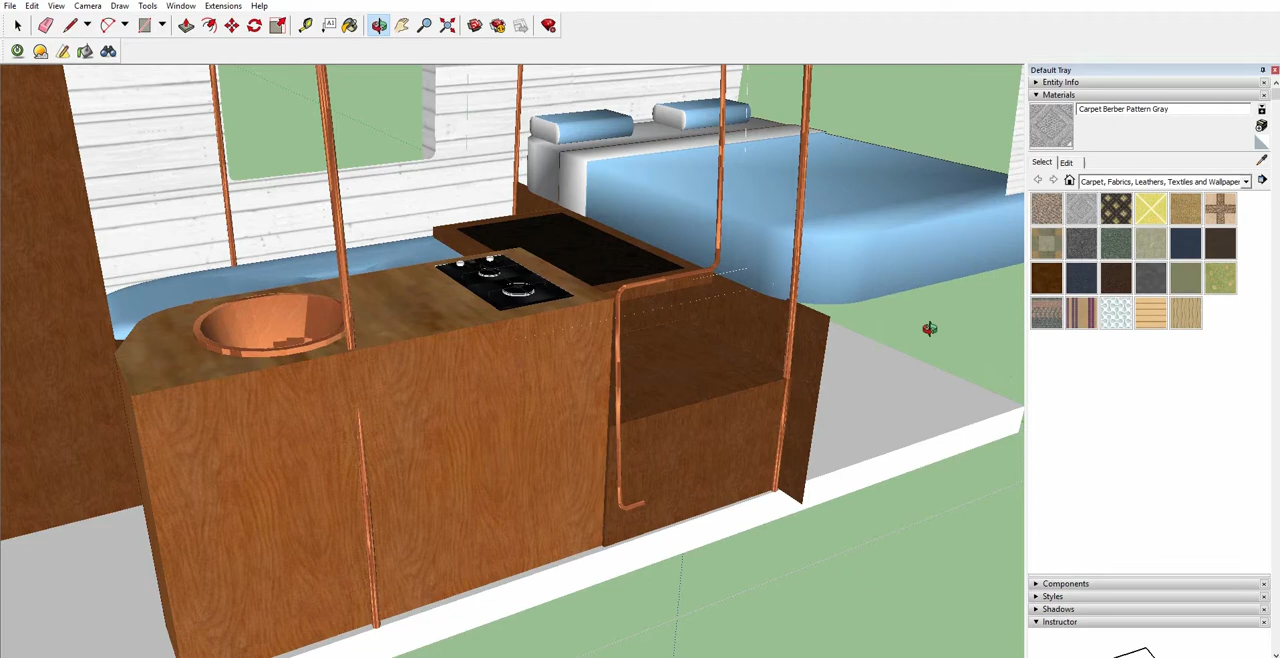 File Edit View Camera Draw Tools Window Extensions Help
A1
Default Tray
Entity Info
Materials
Carpet Berber Pattern Gray
Select Edit
Carpet, Fabrics, Leathers, Textiles and Wallpaper
Components
Styles
Shadows
Instructor